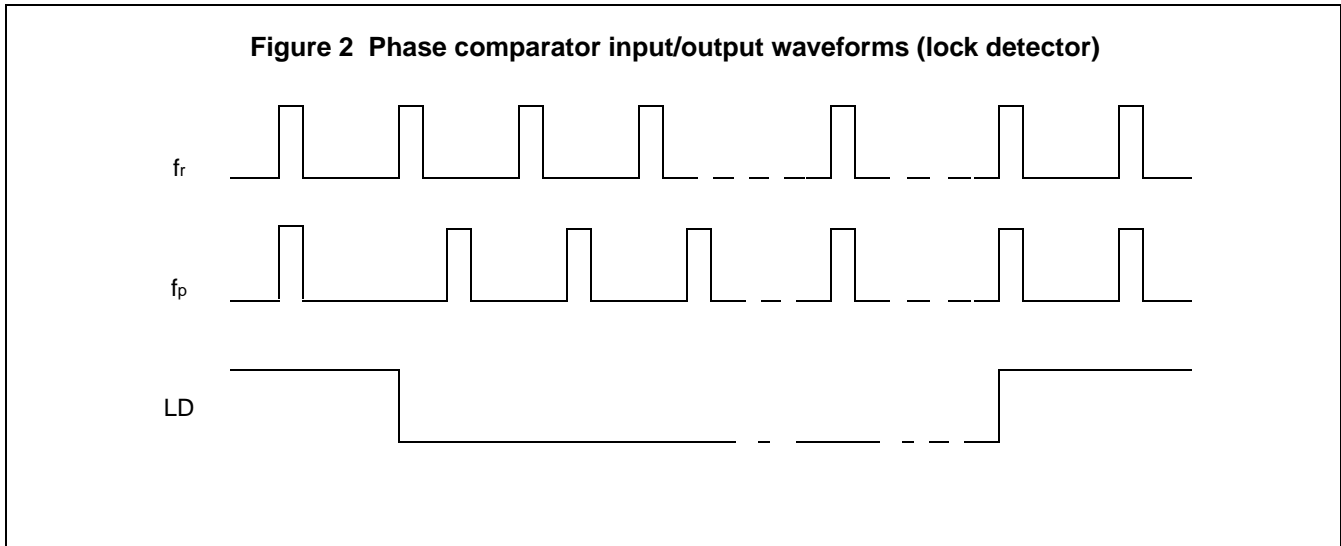 Figure 2  Phase comparator input/output waveforms (lock detector)
fr
fp
LD